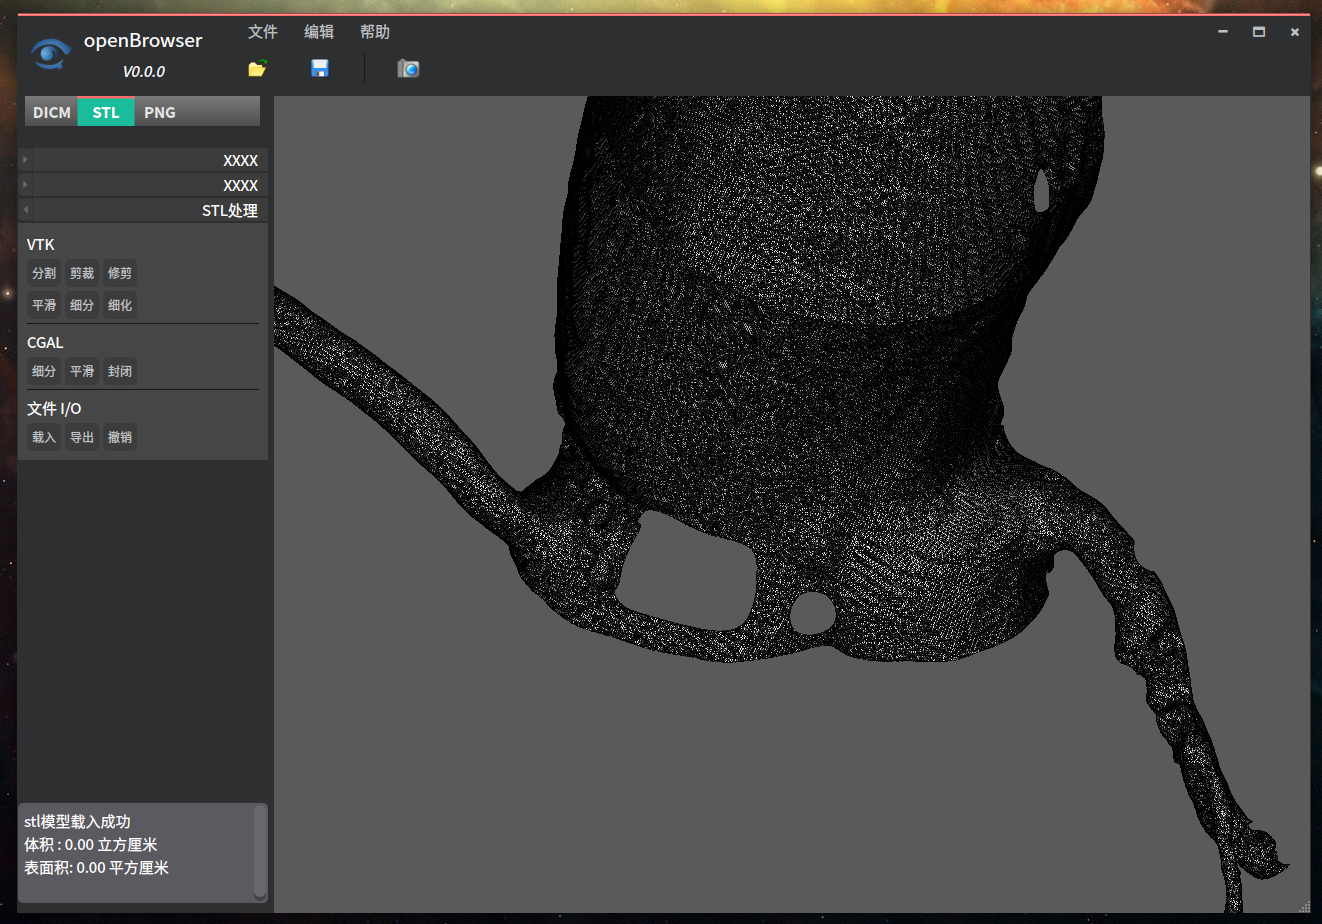 openBrowser
V0.0.0
文件 编辑 帮助
DICM STL PNG
XXXX
XXXX
STL处理
VTK
分割 剪裁 修剪
平滑 细分 细化
CGAL
细分 平滑 封闭
文件 I/O
载入 导出 撤销
stl模型载入成功
体积 : 0.00 立方厘米
表面积: 0.00 平方厘米